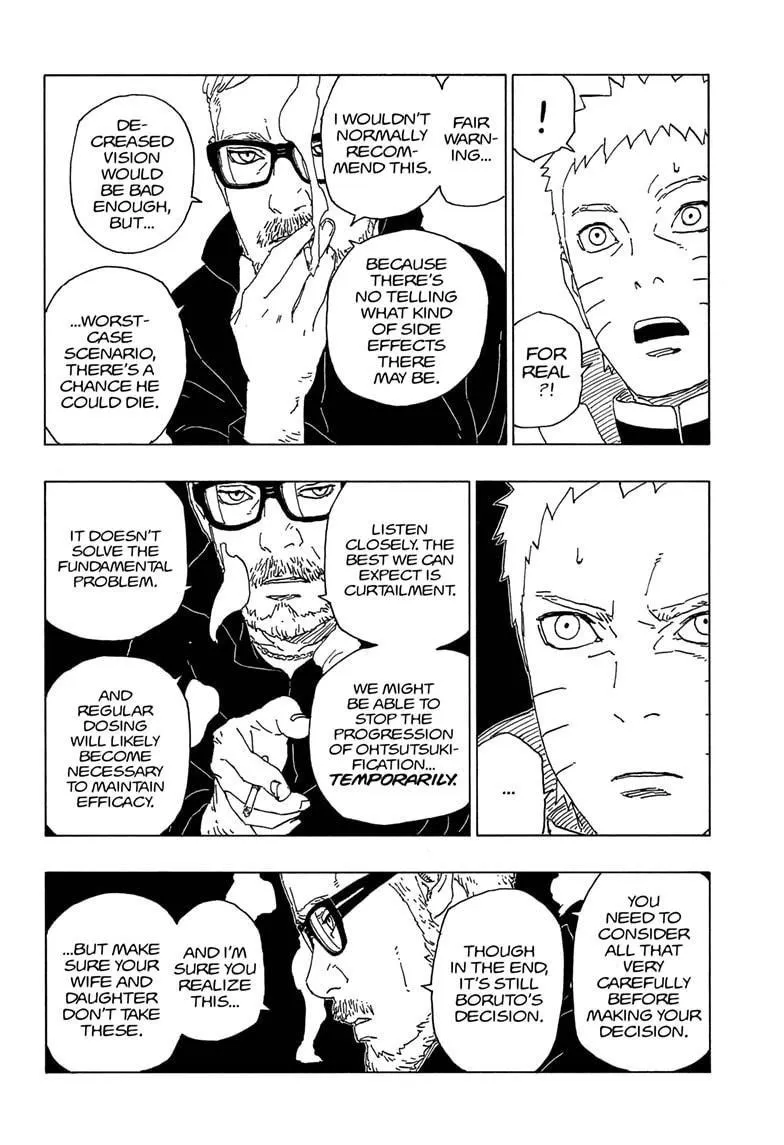 !
FOR
REAL
?!
FAIR
WARN-
ING...
I WOULDN'T
NORMALLY
RECOM-
MEND THIS.
BECAUSE
THERE'S
NO TELLING
WHAT KIND
OF SIDE
EFFECTS
THERE
MAY BE.
DE-
CREASED
VISION
WOULD
BE BAD
ENOUGH,
BUT...
...WORST-
CASE
SCENARIO,
THERE'S A
CHANCE HE
COULD DIE.
...
LISTEN
CLOSELY. THE
BEST WE CAN
EXPECT IS
CURTAILMENT.
WE MIGHT
BE ABLE TO
STOP THE
PROGRESSION
OF OHTSUTSUKI-
FICATION...
TEMPORARILY.
IT DOESN'T
SOLVE THE
FUNDAMENTAL
PROBLEM.
AND
REGULAR
DOSING
WILL LIKELY
BECOME
NECESSARY
TO MAINTAIN
EFFICACY.
YOU
NEED TO
CONSIDER
ALL THAT
VERY
CAREFULLY
BEFORE
MAKING YOUR
DECISION.
THOUGH
IN THE END,
IT'S STILL
BORUTO'S
DECISION.
AND I'M
SURE YOU
REALIZE
THIS...
...BUT MAKE
SURE YOUR
WIFE AND
DAUGHTER
DON'T TAKE
THESE.